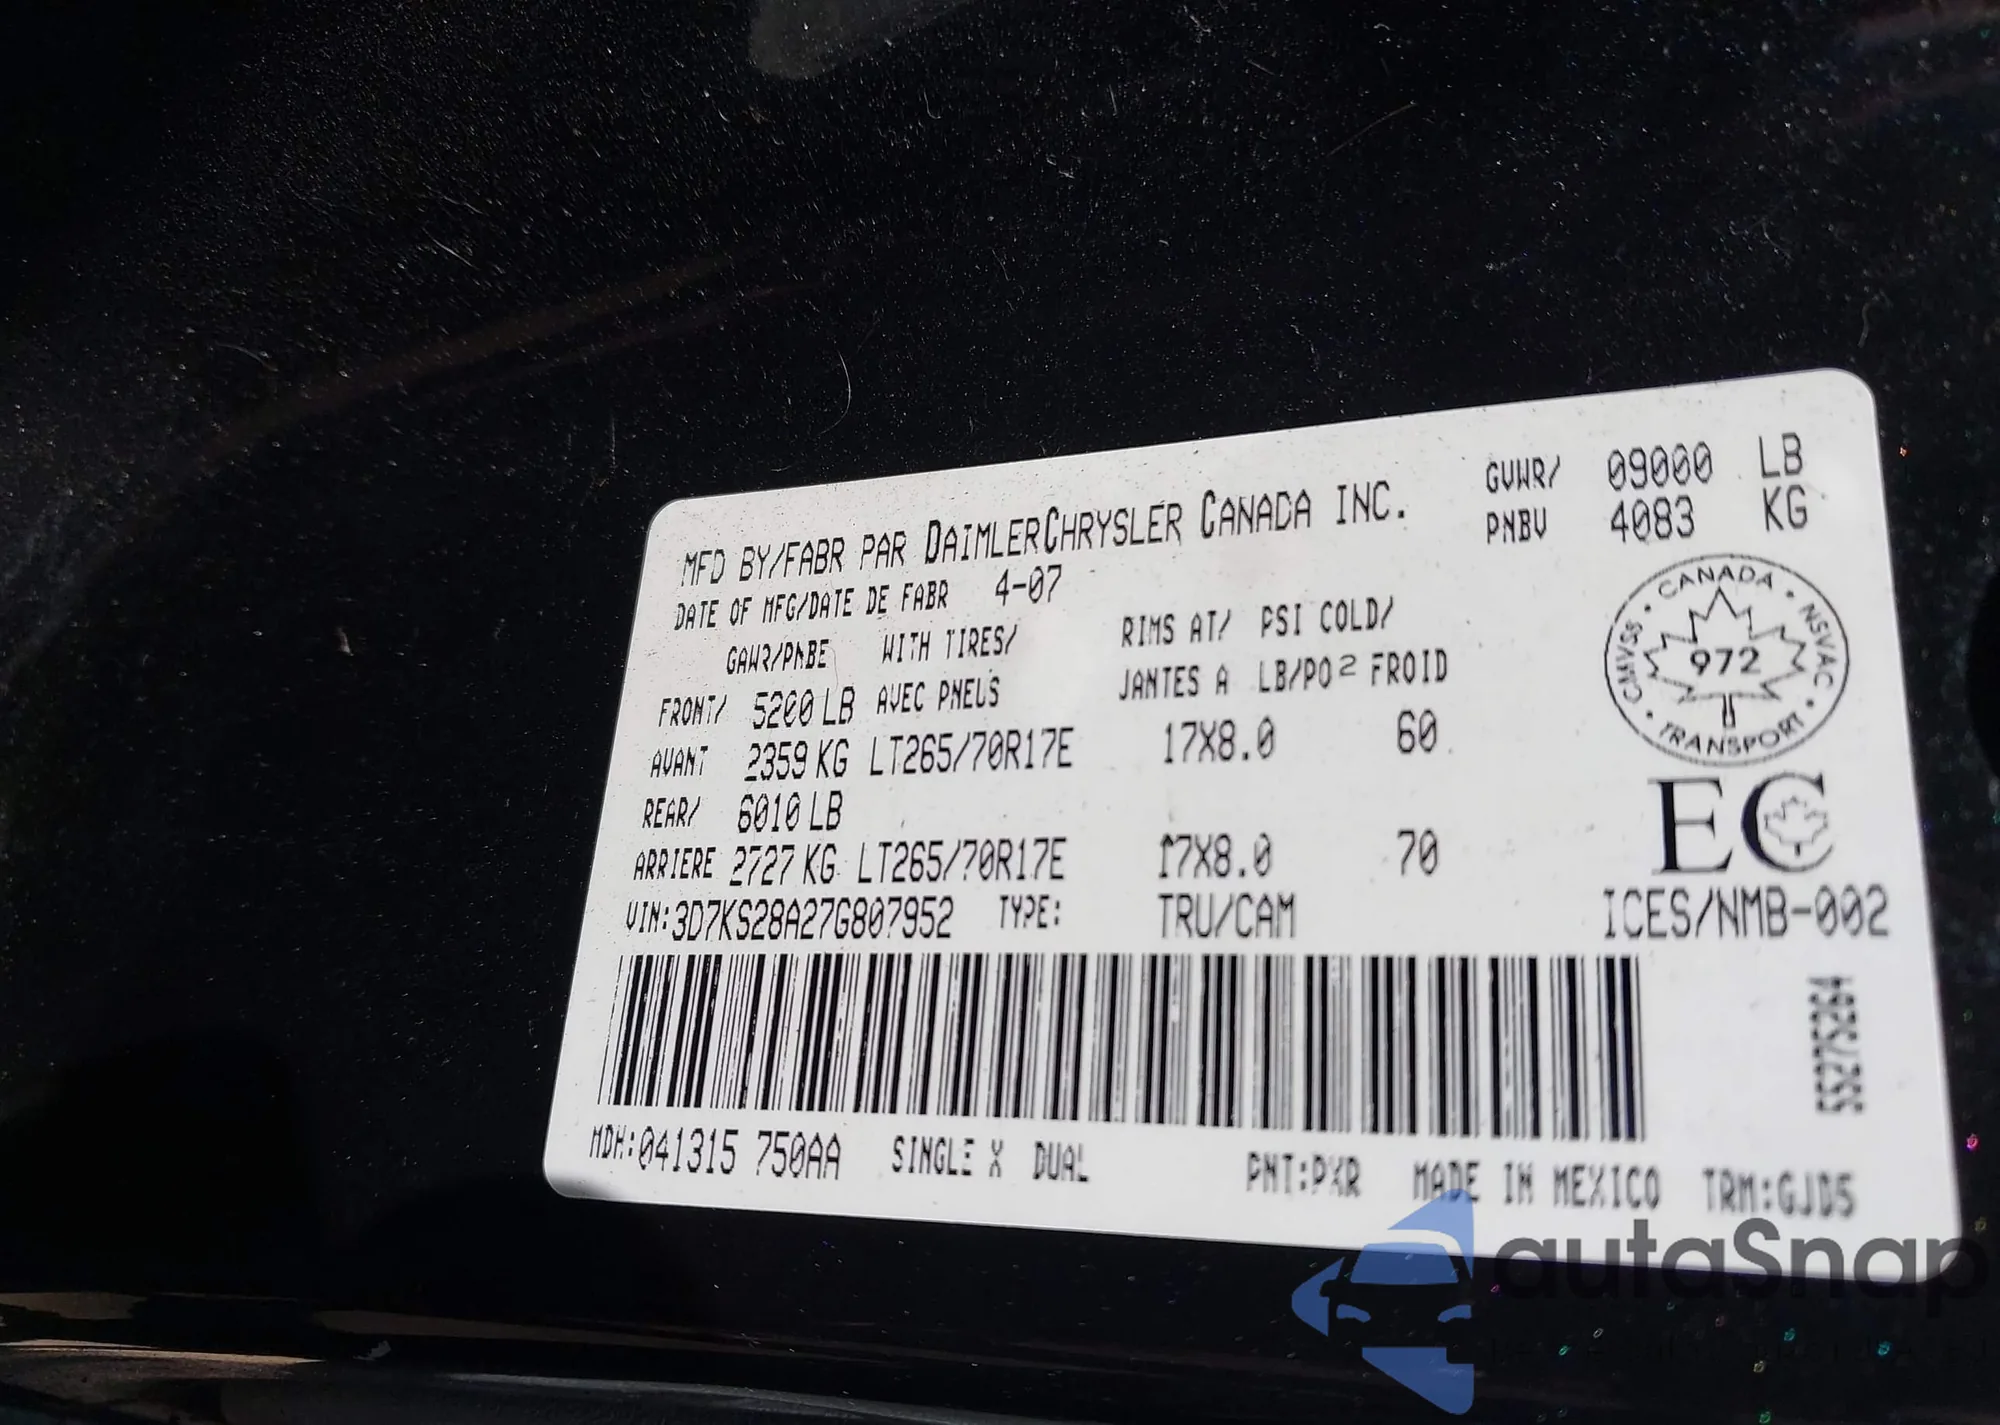 MFD BY/FABR PAR DAIMLERCHRYSLER CANADA INC.
GVWR/ 09000 LB
PNBV 4083 KG
DATE OF MFG/DATE DE FABR 4-07
GAWR/PNBE WITH TIRES/ RIMS AT/ PSI COLD/
FRONT/ 5200 LB AVEC PNEUS JANTES A LB/PO² FROID
AVANT 2359 KG LT265/70R17E 17X8.0 60
REAR/ 6010 LB
ARRIERE 2727 KG LT265/70R17E 17X8.0 70
VIN:3D7KS28A27G807952 TYPE: TRU/CAM
CANADA · NSVAC · TRANSPORT · CMVSS ·
972
EC
ICES/NMB-002
55275264
MDH:041315 750AA SINGLE X DUAL PNT:PXR MADE IN MEXICO TRM:GJD5
autaSnap